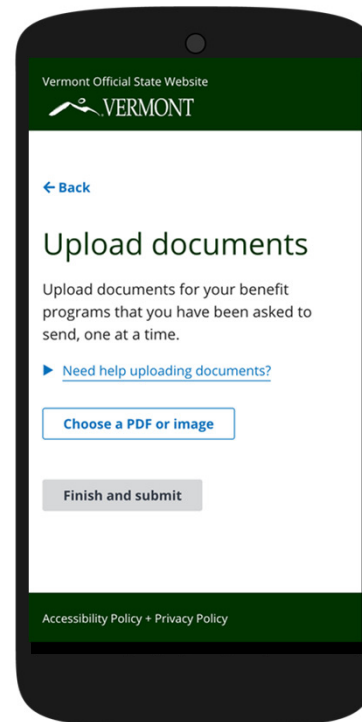 Vermont Official State Website
VERMONT
← Back
Upload documents
Upload documents for your benefit
programs that you have been asked to
send, one at a time.
Need help uploading documents?
Choose a PDF or image
Finish and submit
Accessibility Policy + Privacy Policy